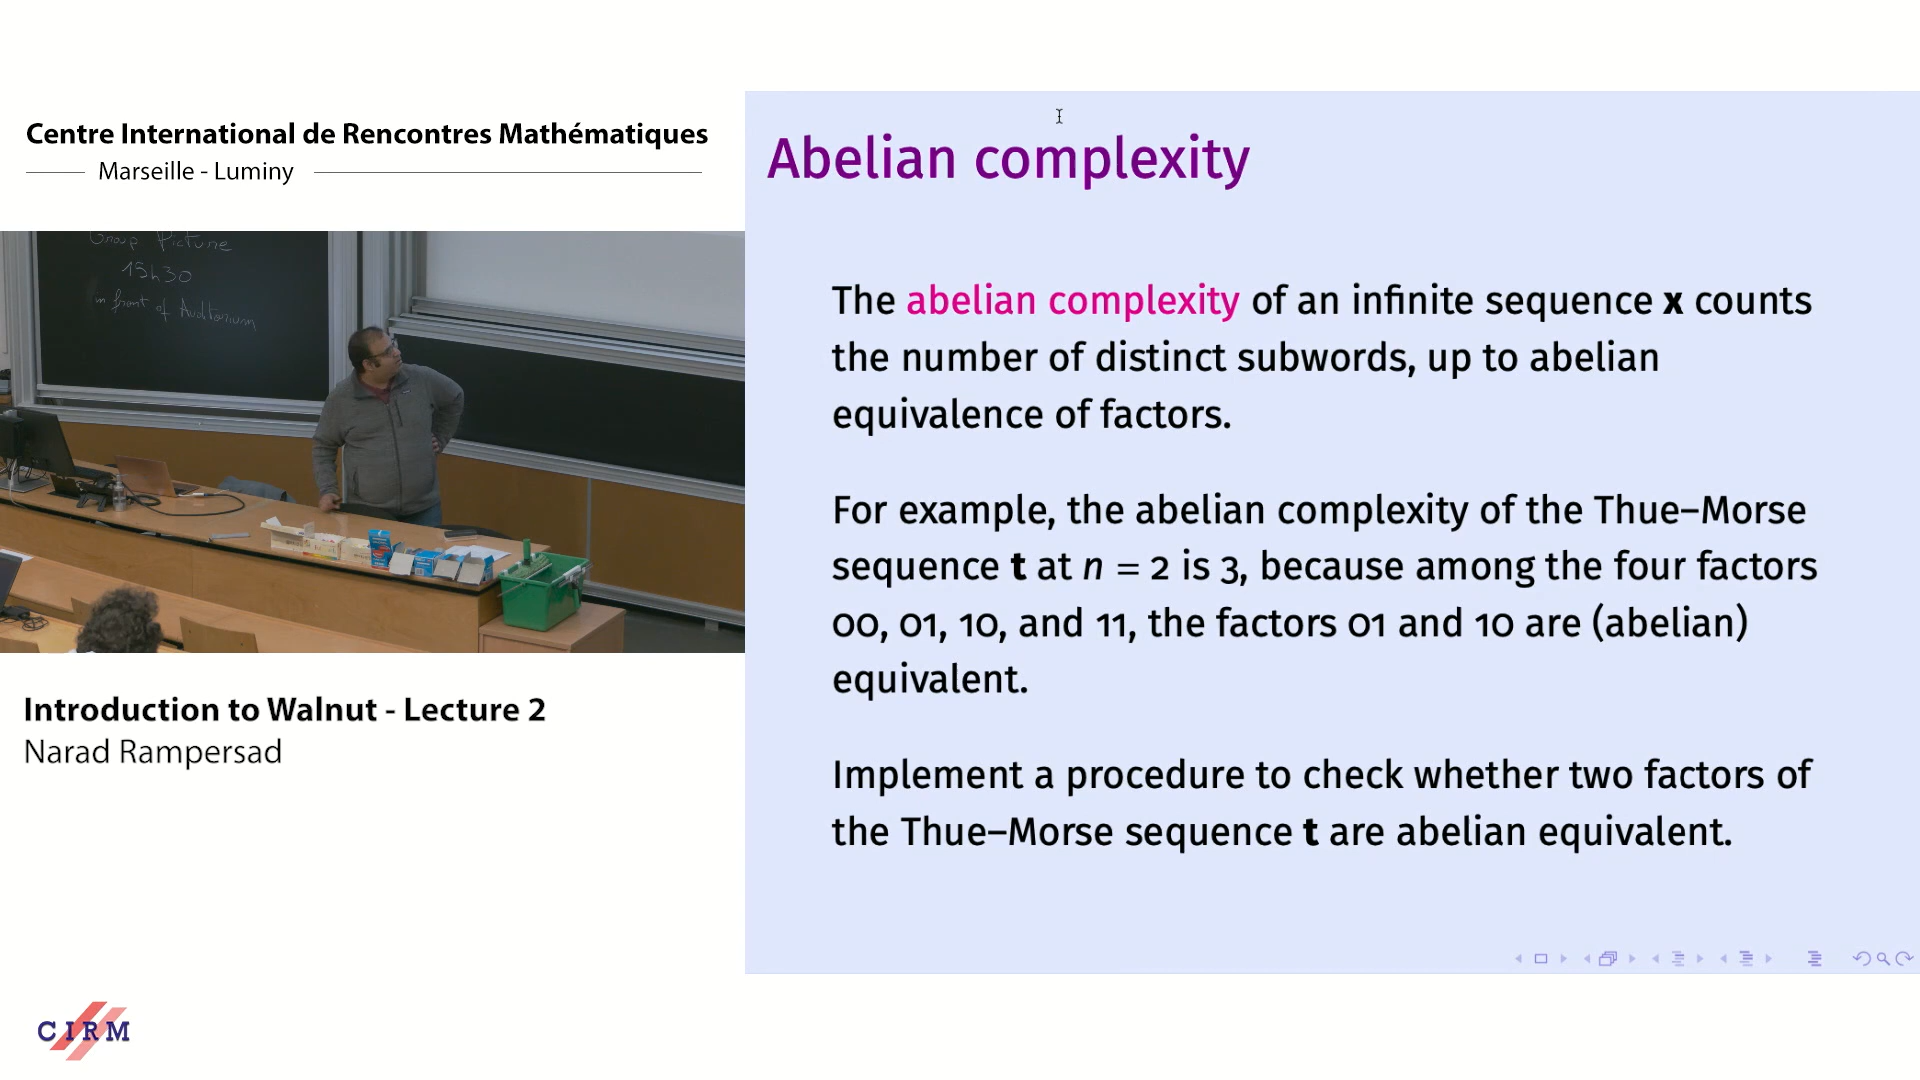 Centre International de Rencontres Mathématiques
Marseille - Luminy
Group Picture
15h30
in front of Auditorium
Introduction to Walnut - Lecture 2
Narad Rampersad
CIRM
Abelian complexity
The abelian complexity of an infinite sequence x counts
the number of distinct subwords, up to abelian
equivalence of factors.
For example, the abelian complexity of the Thue–Morse
sequence t at n = 2 is 3, because among the four factors
00, 01, 10, and 11, the factors 01 and 10 are (abelian)
equivalent.
Implement a procedure to check whether two factors of
the Thue–Morse sequence t are abelian equivalent.